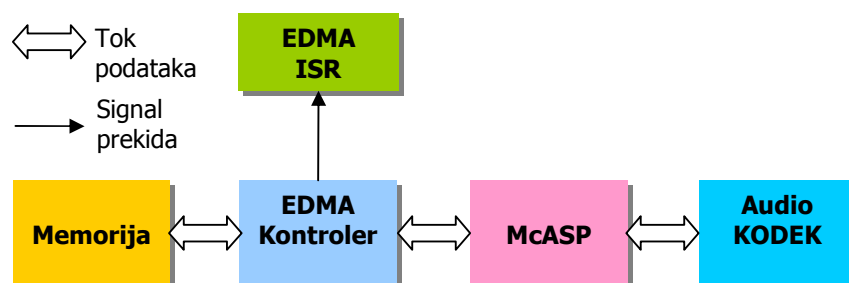 Tok
podataka
Signal
prekida
EDMA
ISR
Memorija
EDMA
Kontroler
McASP
Audio
KODEK